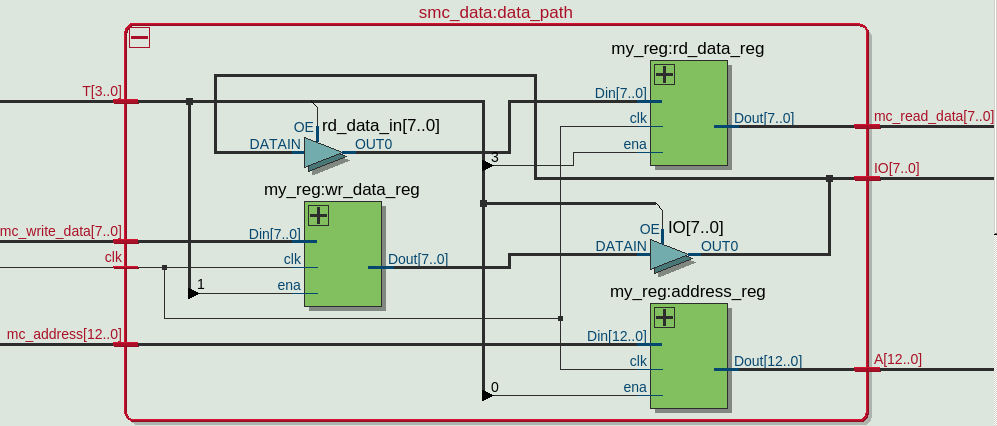 smc_data:data_path
my_reg:rd_data_reg
T[3..0]
Din[7..0]
clk
ena
Dout[7..0]
mc_read_data[7..0]
rd_data_in[7..0]
OE
DATAIN
OUT0
3
IO[7..0]
my_reg:wr_data_reg
mc_write_data[7..0]
clk
Din[7..0]
clk
ena
Dout[7..0]
1
IO[7..0]
OE
DATAIN
OUT0
my_reg:address_reg
mc_address[12..0]
Din[12..0]
clk
ena
Dout[12..0]
A[12..0]
0